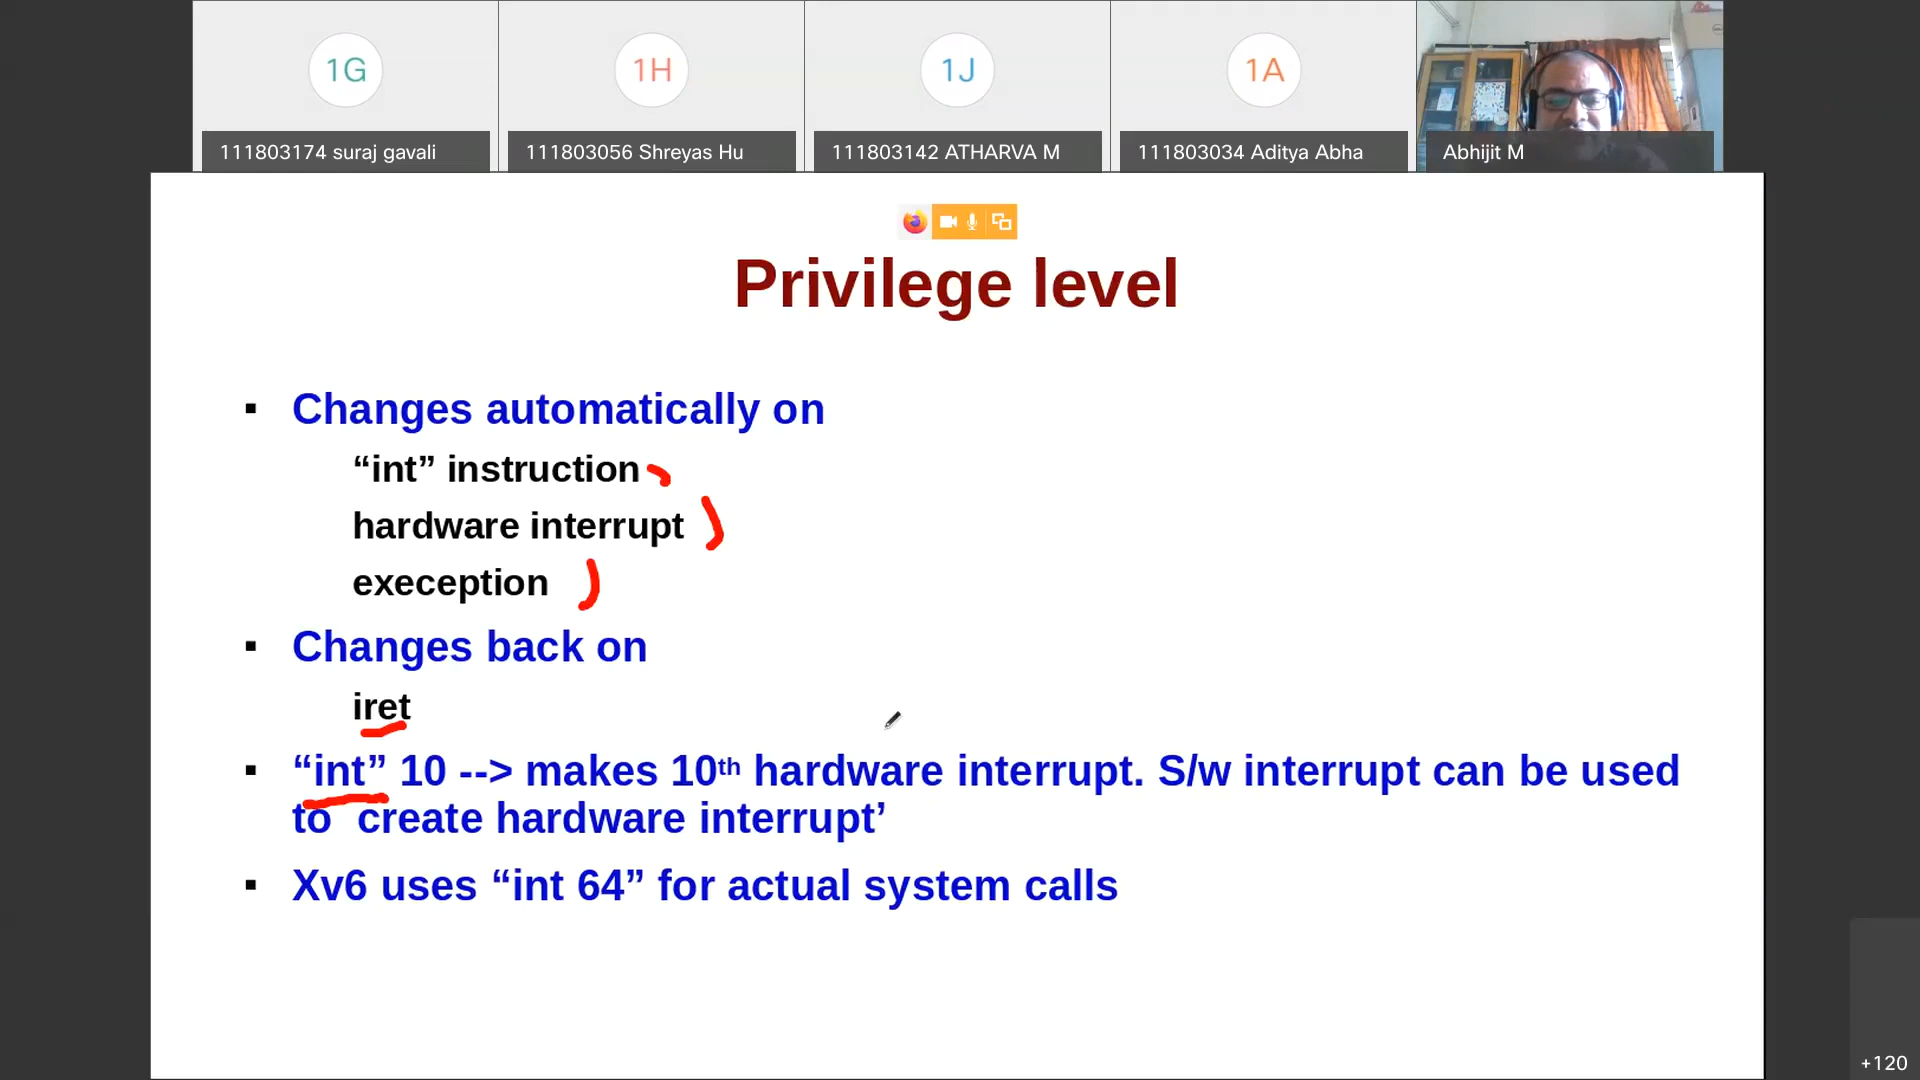 1G
1H
1J
1A
111803174 suraj gavali
111803056 Shreyas Hu
111803142 ATHARVA M
111803034 Aditya Abha
Abhijit M
Privilege level
▪ Changes automatically on
“int” instruction
hardware interrupt
exeception
▪ Changes back on
iret
▪ “int” 10 --> makes 10th hardware interrupt. S/w interrupt can be used
to ‘create hardware interrupt’
▪ Xv6 uses “int 64” for actual system calls
+120